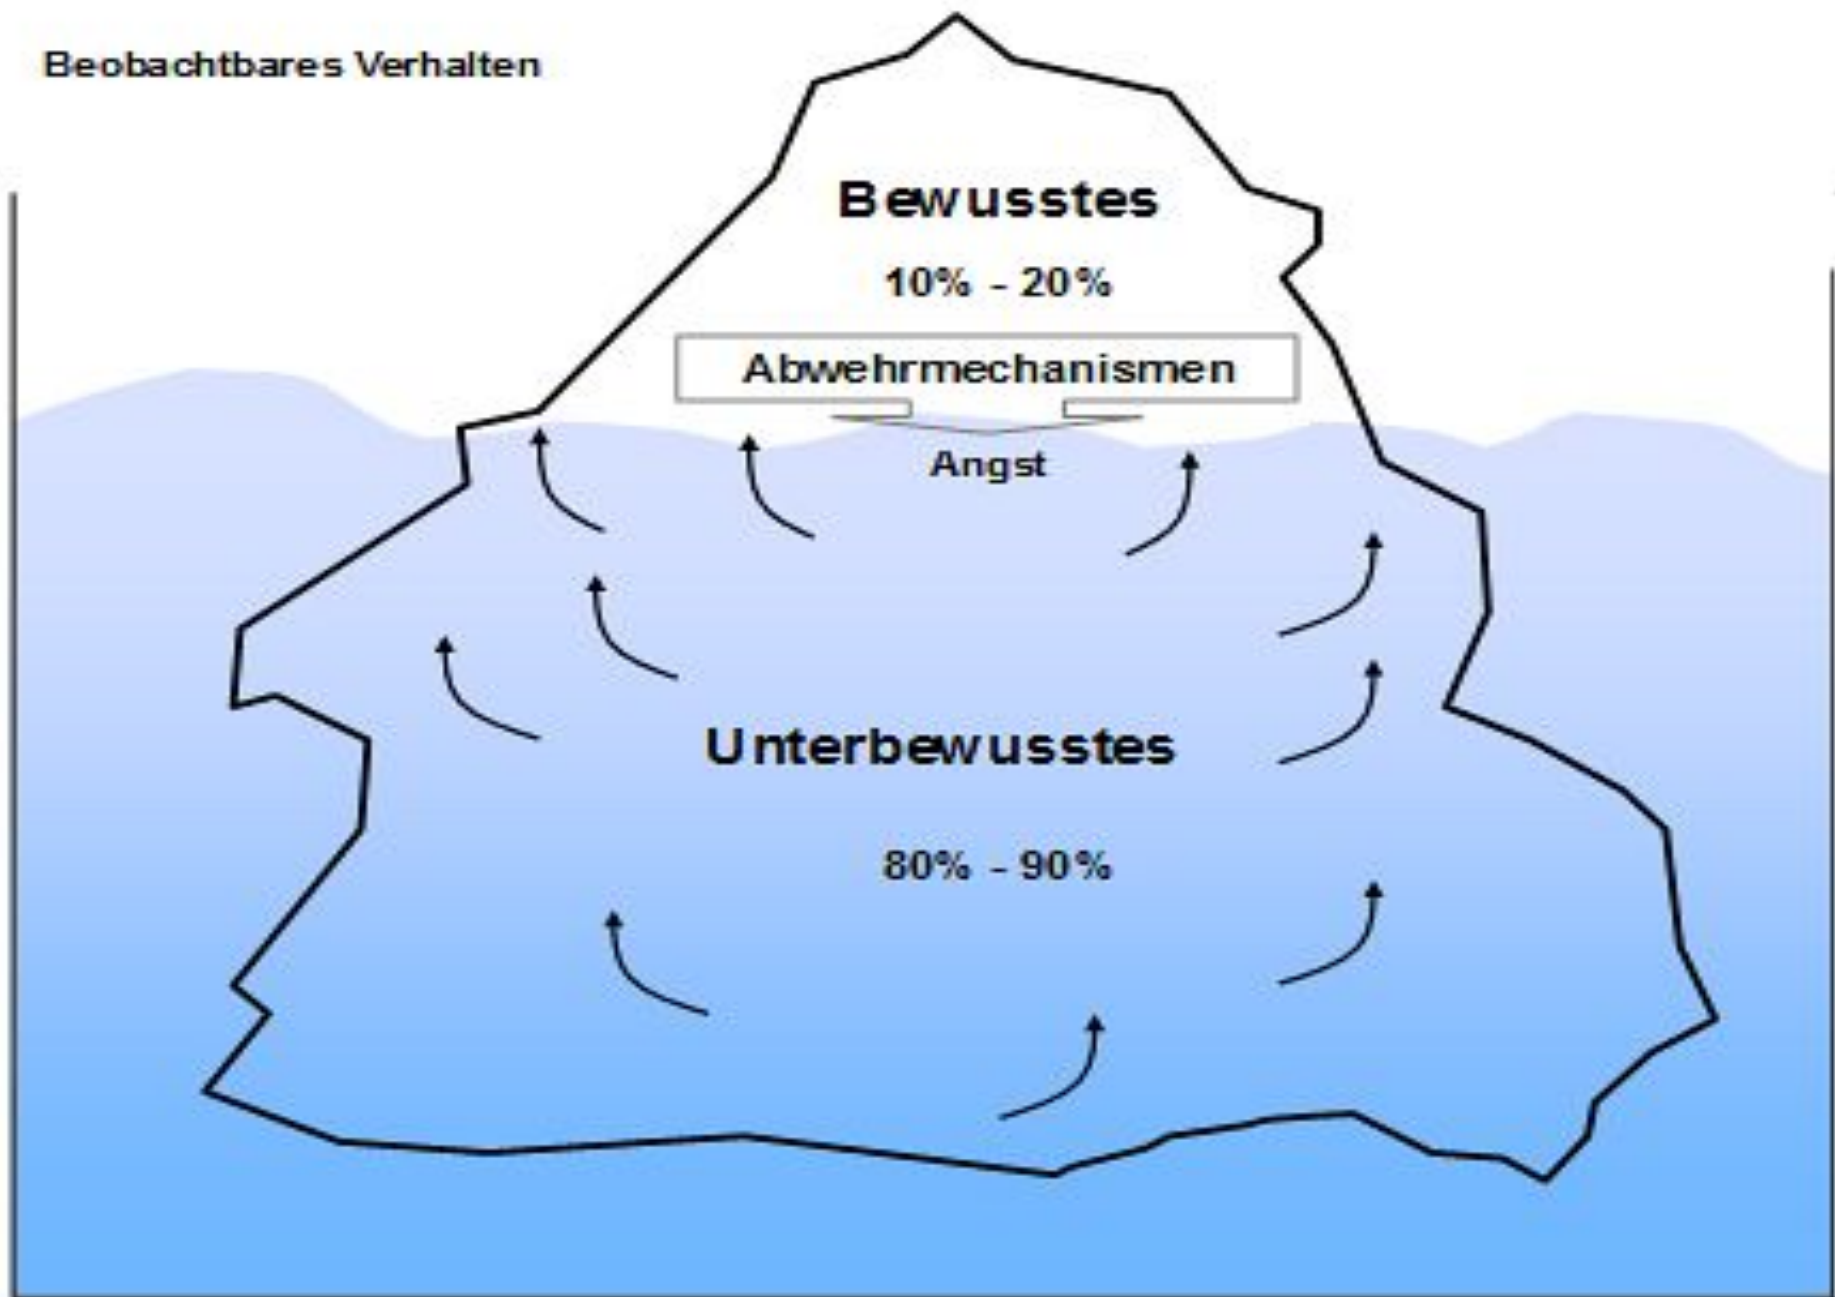 Beobachtbares Verhalten
Bewusstes
10% - 20%
Abwehrmechanismen
Angst
Unterbewusstes
80% - 90%